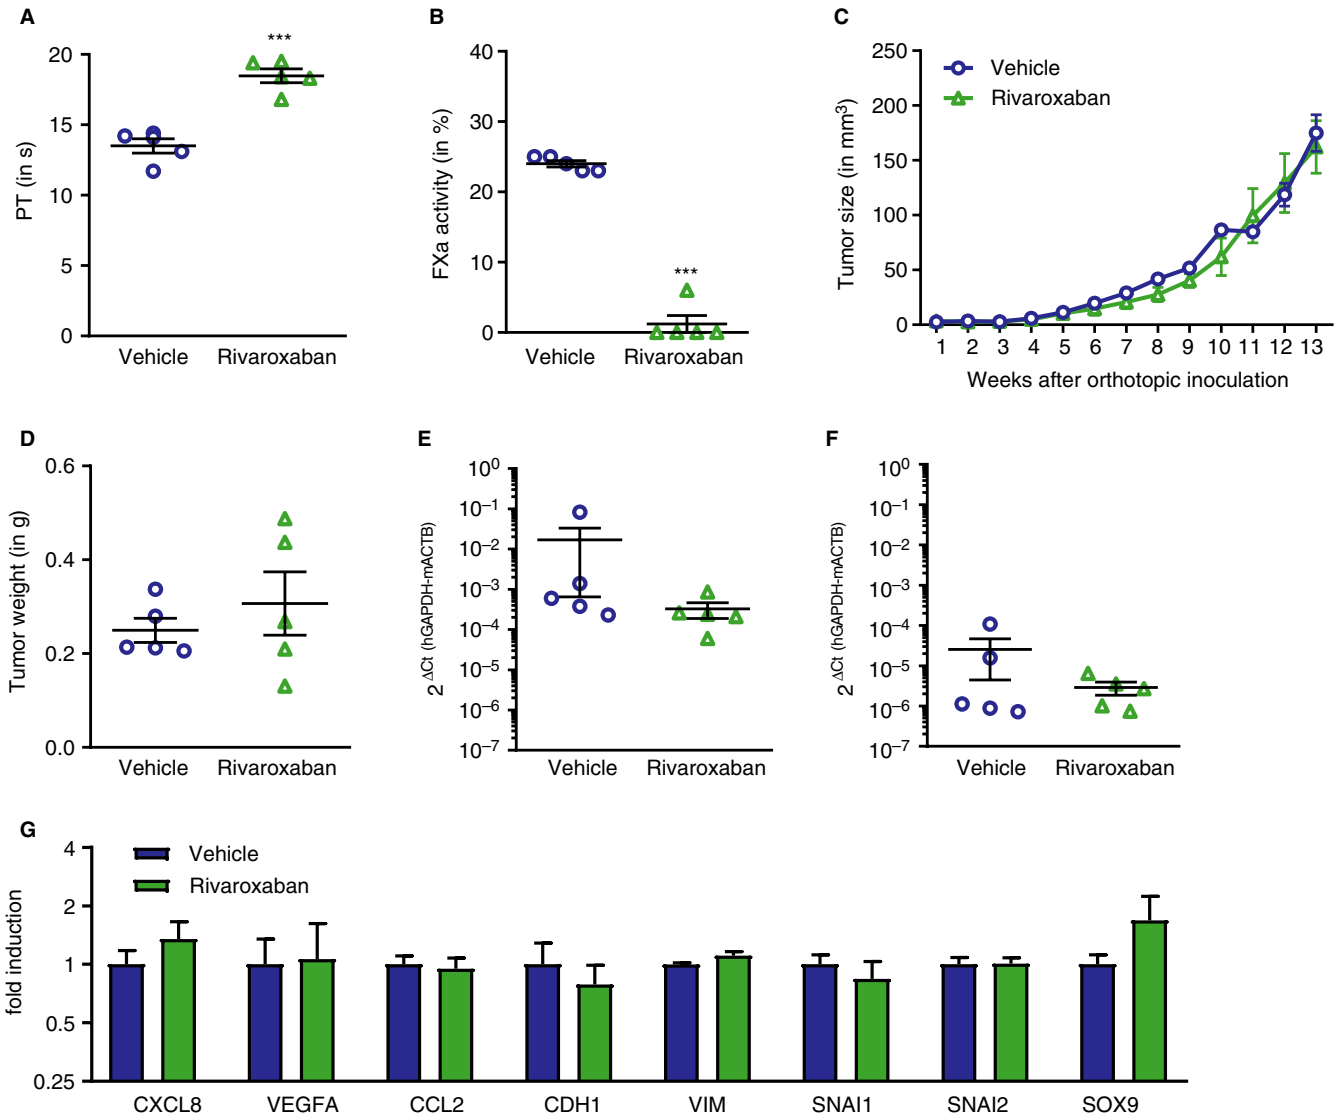 A
PT (in s)
20
15
10
5
0
***
Vehicle
Rivaroxaban
B
FXa activity (in %)
40
30
20
10
0
***
Vehicle
Rivaroxaban
C
Tumor size (in mm³)
250
200
150
100
50
0
Vehicle
Rivaroxaban
1 2 3 4 5 6 7 8 9 10 11 12 13
Weeks after orthotopic inoculation
D
Tumor weight (in g)
0.6
0.4
0.2
0.0
Vehicle
Rivaroxaban
E
2^ΔCt (hGAPDH-mACTB)
10⁰
10⁻¹
10⁻²
10⁻³
10⁻⁴
10⁻⁵
10⁻⁶
10⁻⁷
Vehicle
Rivaroxaban
F
2^ΔCt (hGAPDH-mACTB)
10⁰
10⁻¹
10⁻²
10⁻³
10⁻⁴
10⁻⁵
10⁻⁶
10⁻⁷
Vehicle
Rivaroxaban
G
fold induction
4
2
1
0.5
0.25
Vehicle
Rivaroxaban
CXCL8 VEGFA CCL2 CDH1 VIM SNAI1 SNAI2 SOX9